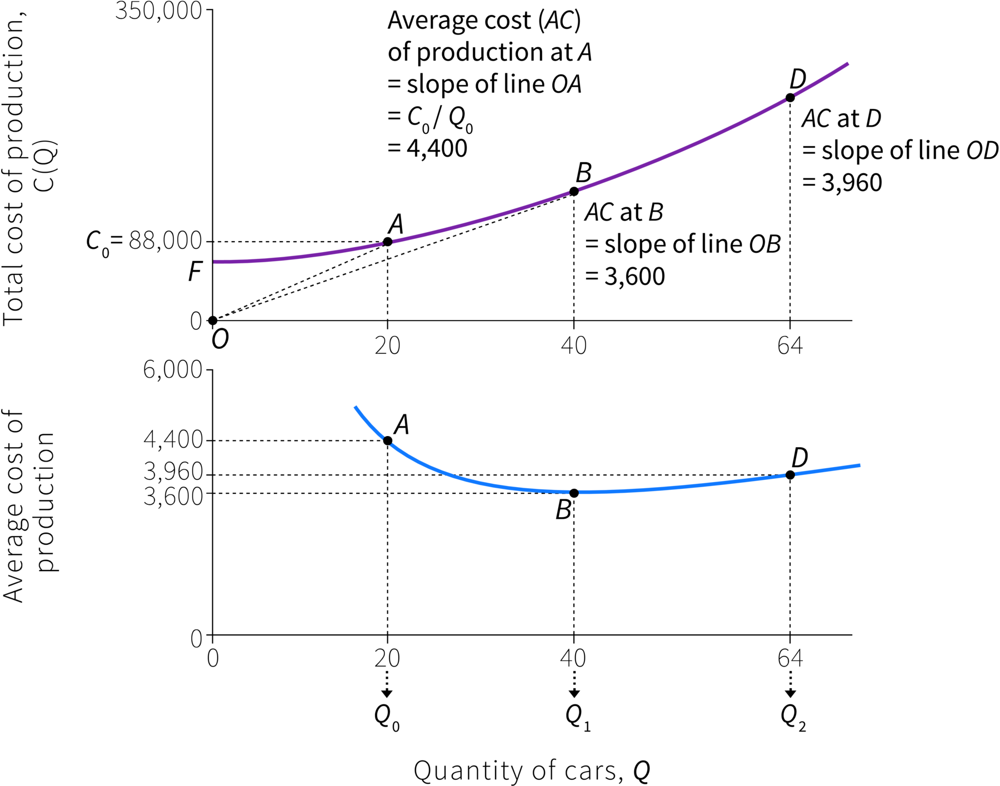 Total cost of production,
C(Q)
350,000
C0= 88,000
F
0
O
Average cost (AC)
of production at A
= slope of line OA
= C0/ Q0
= 4,400
A
B
AC at B
= slope of line OB
= 3,600
D
AC at D
= slope of line OD
= 3,960
20 40 64
Average cost of
production
6,000
4,400
3,960
3,600
0
A
B
D
0 20 40 64
Q0 Q1 Q2
Quantity of cars, Q